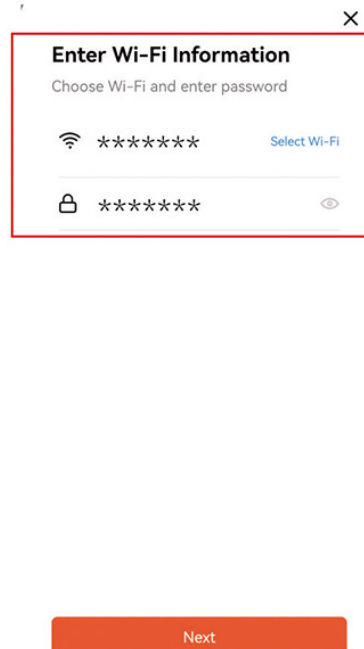 Enter Wi-Fi Information
Choose Wi-Fi and enter password
******* Select Wi-Fi
*******
Next